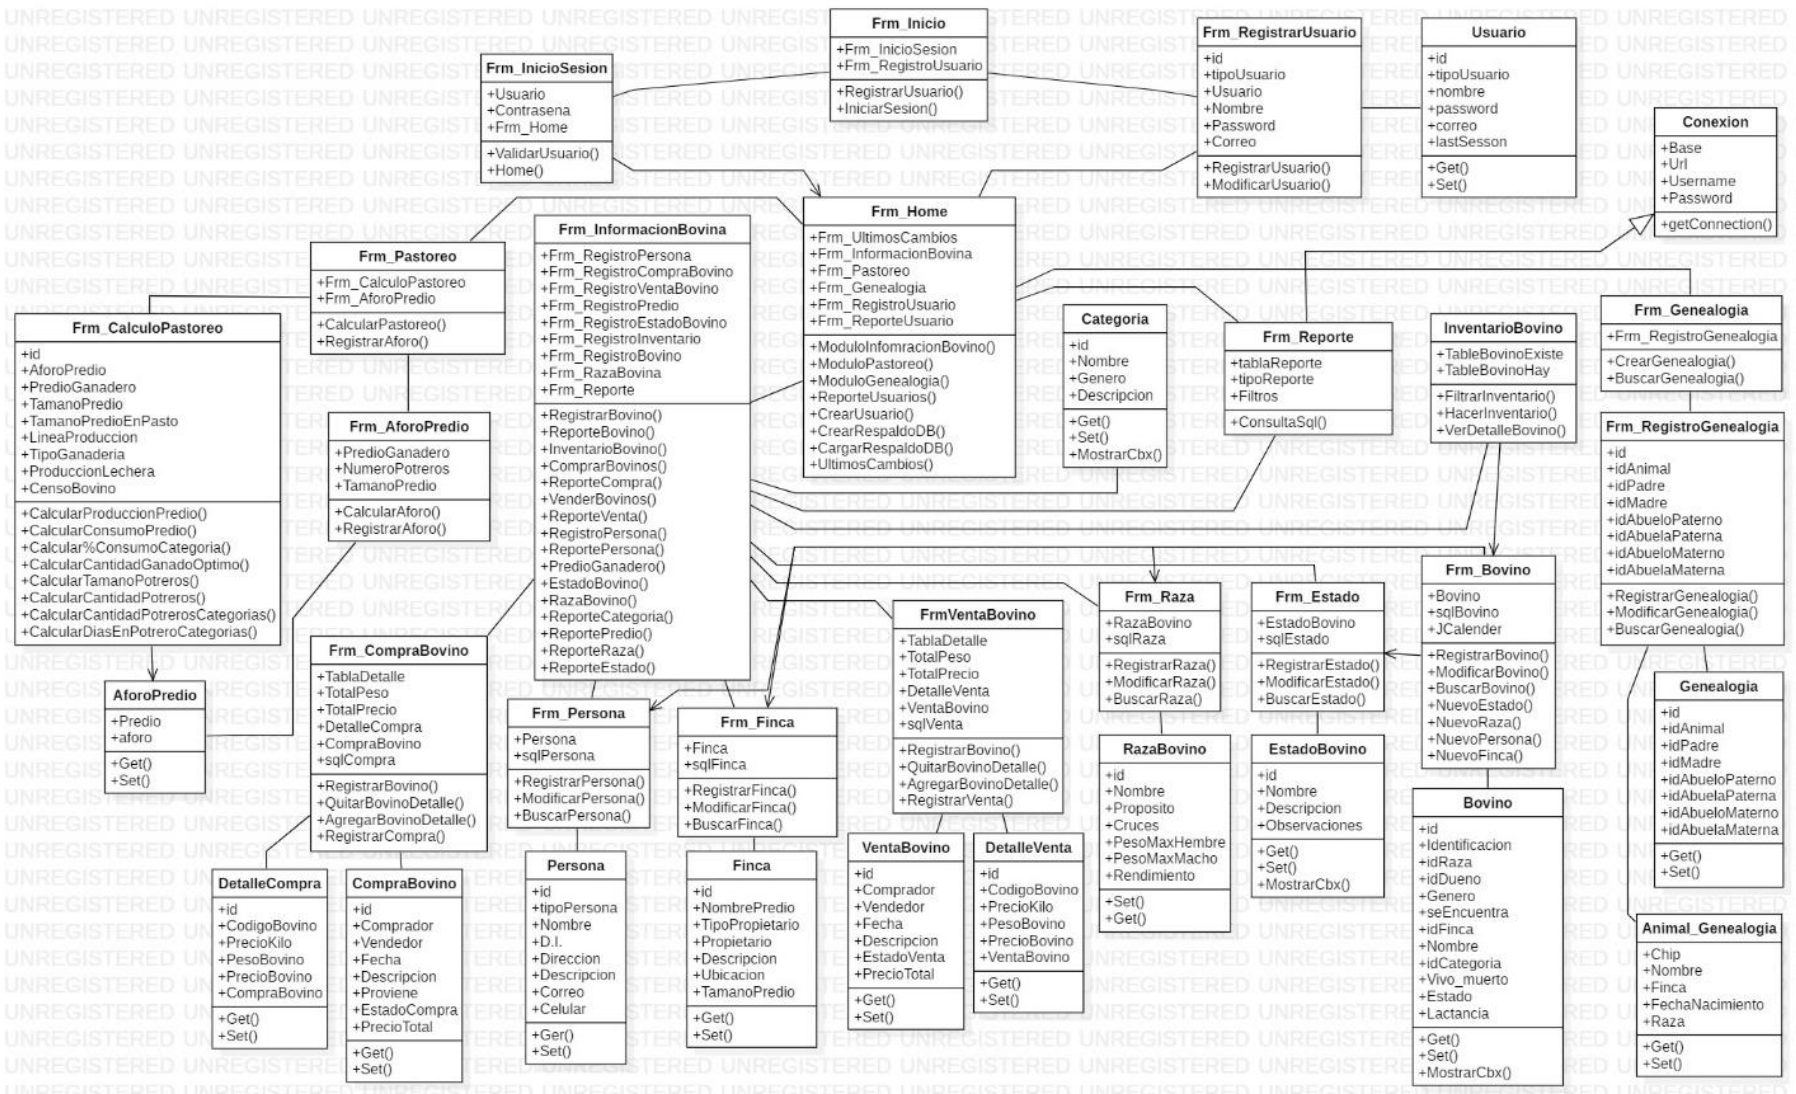 Frm_Inicio
+Frm_InicioSesion
+Frm_RegistroUsuario
+RegistrarUsuario()
+IniciarSesion()
Frm_InicioSesion
+Usuario
+Contrasena
+Frm_Home
+ValidarUsuario()
+Home()
Frm_RegistrarUsuario
+id
+tipoUsuario
+Usuario
+Nombre
+Password
+Correo
+RegistrarUsuario()
+ModificarUsuario()
Usuario
+id
+tipoUsuario
+nombre
+password
+correo
+lastSesson
+Get()
+Set()
Conexion
+Base
+Url
+Username
+Password
+getConnection()
Frm_Home
+Frm_UltimosCambios
+Frm_InformacionBovina
+Frm_Pastoreo
+Frm_Genealogia
+Frm_RegistroUsuario
+Frm_ReporteUsuario
+ModuloInfomracionBovino()
+ModuloPastoreo()
+ModuloGenealogia()
+ReporteUsuarios()
+CrearUsuario()
+CrearRespaldoDB()
+CargarRespaldoDB()
+UltimosCambios()
Frm_InformacionBovina
+Frm_RegistroPersona
+Frm_RegistroCompraBovino
+Frm_RegistroVentaBovino
+Frm_RegistroPredio
+Frm_RegistroEstadoBovino
+Frm_RegistroInventario
+Frm_RegistroBovino
+Frm_RazaBovina
+Frm_Reporte
+RegistrarBovino()
+ReporteBovino()
+InventarioBovino()
+ComprarBovinos()
+ReporteCompra()
+VenderBovinos()
+ReporteVenta()
+RegistroPersona()
+ReportePersona()
+PredioGanadero()
+EstadoBovino()
+RazaBovino()
+ReporteCategoria()
+ReportePredio()
+ReporteRaza()
+ReporteEstado()
Frm_Pastoreo
+Frm_CalculoPastoreo
+Frm_AforoPredio
+CalcularPastoreo()
+RegistrarAforo()
Frm_CalculoPastoreo
+id
+AforoPredio
+PredioGanadero
+TamanoPredio
+TamanoPredioEnPasto
+LineaProduccion
+TipoGanaderia
+ProduccionLechera
+CensoBovino
+CalcularProduccionPredio()
+CalcularConsumoPredio()
+Calcular%ConsumoCategoria()
+CalcularCantidadGanadoOptimo()
+CalcularTamanoPotreros()
+CalcularCantidadPotreros()
+CalcularCantidadPotrerosCategorias()
+CalcularDiasEnPotreroCategorias()
Frm_AforoPredio
+PredioGanadero
+NumeroPotreros
+TamanoPredio
+CalcularAforo()
+RegistrarAforo()
Categoria
+id
+Nombre
+Genero
+Descripcion
+Get()
+Set()
+MostrarCbx()
Frm_Reporte
+tablaReporte
+tipoReporte
+Filtros
+ConsultaSql()
InventarioBovino
+TableBovinoExiste
+TableBovinoHay
+FiltrarInventario()
+HacerInventario()
+VerDetalleBovino()
Frm_Genealogia
+Frm_RegistroGenealogia
+CrearGenealogia()
+BuscarGenealogia()
Frm_RegistroGenealogia
+id
+idAnimal
+idPadre
+idMadre
+idAbueloPaterno
+idAbuelaPaterna
+idAbueloMaterno
+idAbuelaMaterna
+RegistrarGenealogia()
+ModificarGenealogia()
+BuscarGenealogia()
AforoPredio
+Predio
+aforo
+Get()
+Set()
Frm_CompraBovino
+TablaDetalle
+TotalPeso
+TotalPrecio
+DetalleCompra
+CompraBovino
+sqlCompra
+RegistrarBovino()
+QuitarBovinoDetalle()
+AgregarBovinoDetalle()
+RegistrarCompra()
Frm_Persona
+Persona
+sqlPersona
+RegistrarPersona()
+ModificarPersona()
+BuscarPersona()
Frm_Finca
+Finca
+sqlFinca
+RegistrarFinca()
+ModificarFinca()
+BuscarFinca()
FrmVentaBovino
+TablaDetalle
+TotalPeso
+TotalPrecio
+DetalleVenta
+VentaBovino
+sqlVenta
+RegistrarBovino()
+QuitarBovinoDetalle()
+AgregarBovinoDetalle()
+RegistrarVenta()
Frm_Raza
+RazaBovino
+sqlRaza
+RegistrarRaza()
+ModificarRaza()
+BuscarRaza()
Frm_Estado
+EstadoBovino
+sqlEstado
+RegistrarEstado()
+ModificarEstado()
+BuscarEstado()
Frm_Bovino
+Bovino
+sqlBovino
+JCalender
+RegistrarBovino()
+ModificarBovino()
+BuscarBovino()
+NuevoEstado()
+NuevoRaza()
+NuevoPersona()
+NuevoFinca()
DetalleCompra
+id
+CodigoBovino
+PrecioKilo
+PesoBovino
+PrecioBovino
+CompraBovino
+Get()
+Set()
CompraBovino
+id
+Comprador
+Vendedor
+Fecha
+Descripcion
+Proviene
+EstadoCompra
+PrecioTotal
+Get()
+Set()
Persona
+id
+tipoPersona
+Nombre
+D.I.
+Direccion
+Descripcion
+Correo
+Celular
+Ger()
+Set()
Finca
+id
+NombrePredio
+TipoPropietario
+Propietario
+Descripcion
+Ubicacion
+TamanoPredio
+Get()
+Set()
VentaBovino
+id
+Comprador
+Vendedor
+Fecha
+Descripcion
+EstadoVenta
+PrecioTotal
+Get()
+Set()
DetalleVenta
+id
+CodigoBovino
+PrecioKilo
+PesoBovino
+PrecioBovino
+VentaBovino
+Get()
+Set()
RazaBovino
+id
+Nombre
+Proposito
+Cruces
+PesoMaxHembre
+PesoMaxMacho
+Rendimiento
+Set()
+Get()
EstadoBovino
+id
+Nombre
+Descripcion
+Observaciones
+Get()
+Set()
+MostrarCbx()
Bovino
+id
+Identificacion
+idRaza
+idDueno
+Genero
+seEncuentra
+idFinca
+Nombre
+idCategoria
+Vivo_muerto
+Estado
+Lactancia
+Get()
+Set()
+MostrarCbx()
Genealogia
+id
+idAnimal
+idPadre
+idMadre
+idAbueloPaterno
+idAbuelaPaterna
+idAbueloMaterno
+idAbuelaMaterna
+Get()
+Set()
Animal_Genealogia
+Chip
+Nombre
+Finca
+FechaNacimiento
+Raza
+Get()
+Set()